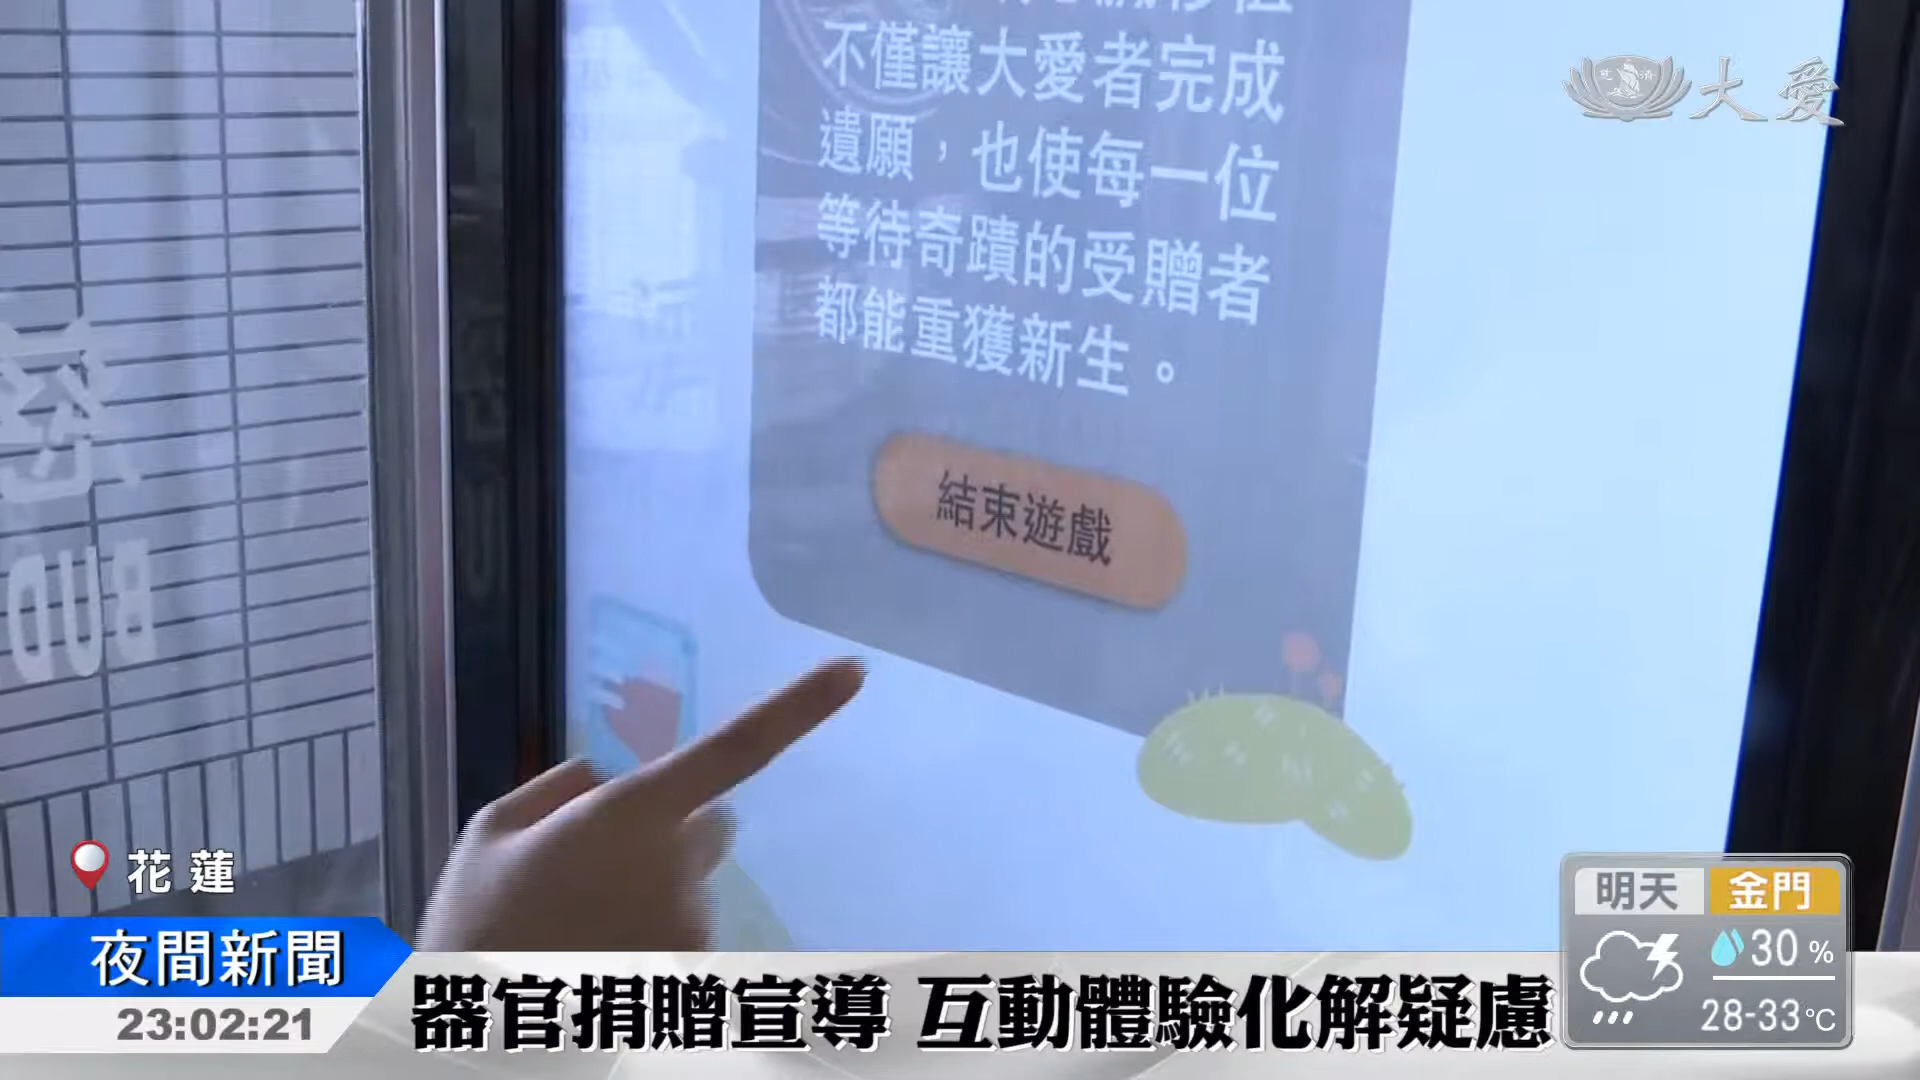 不僅讓大愛者完成
遺願，也使每一位
等待奇蹟的受贈者
都能重獲新生。
結束遊戲
大愛
慈濟
BUD
花蓮
夜間新聞
23:02:21
器官捐贈宣導 互動體驗化解疑慮
明天 金門
30 %
28-33°C